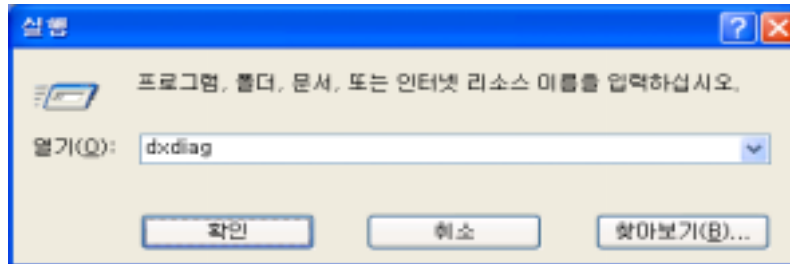 실행
프로그램, 폴더, 문서, 또는 인터넷 리소스 이름을 입력하십시오.
열기(O): dxdiag
확인 취소 찾아보기(B)...